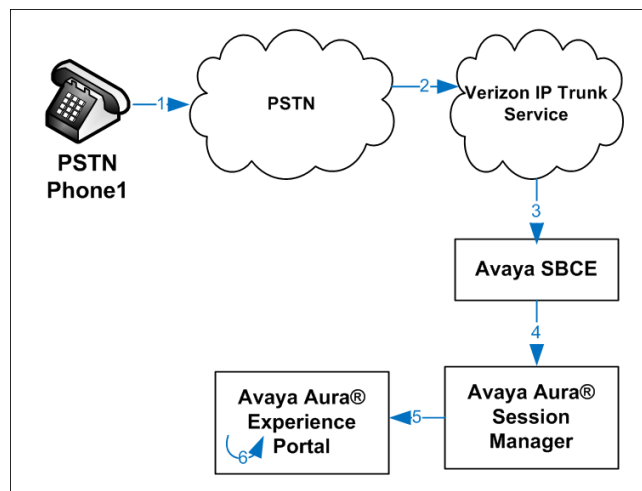 PSTN
Phone1
1
PSTN
2
Verizon IP Trunk
Service
3
Avaya SBCE
4
Avaya Aura®
Session
Manager
5
Avaya Aura®
Experience
Portal
6